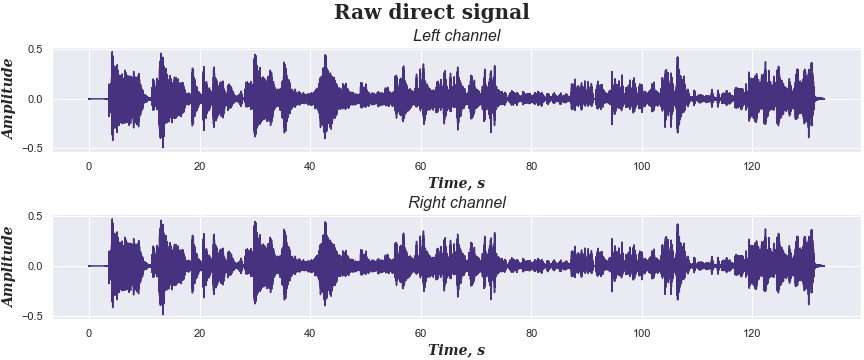 Raw direct signal
Left channel
Amplitude
0.5
0.0
−0.5
0 20 40 60 80 100 120
Time, s
Right channel
Amplitude
0.5
0.0
−0.5
0 20 40 60 80 100 120
Time, s